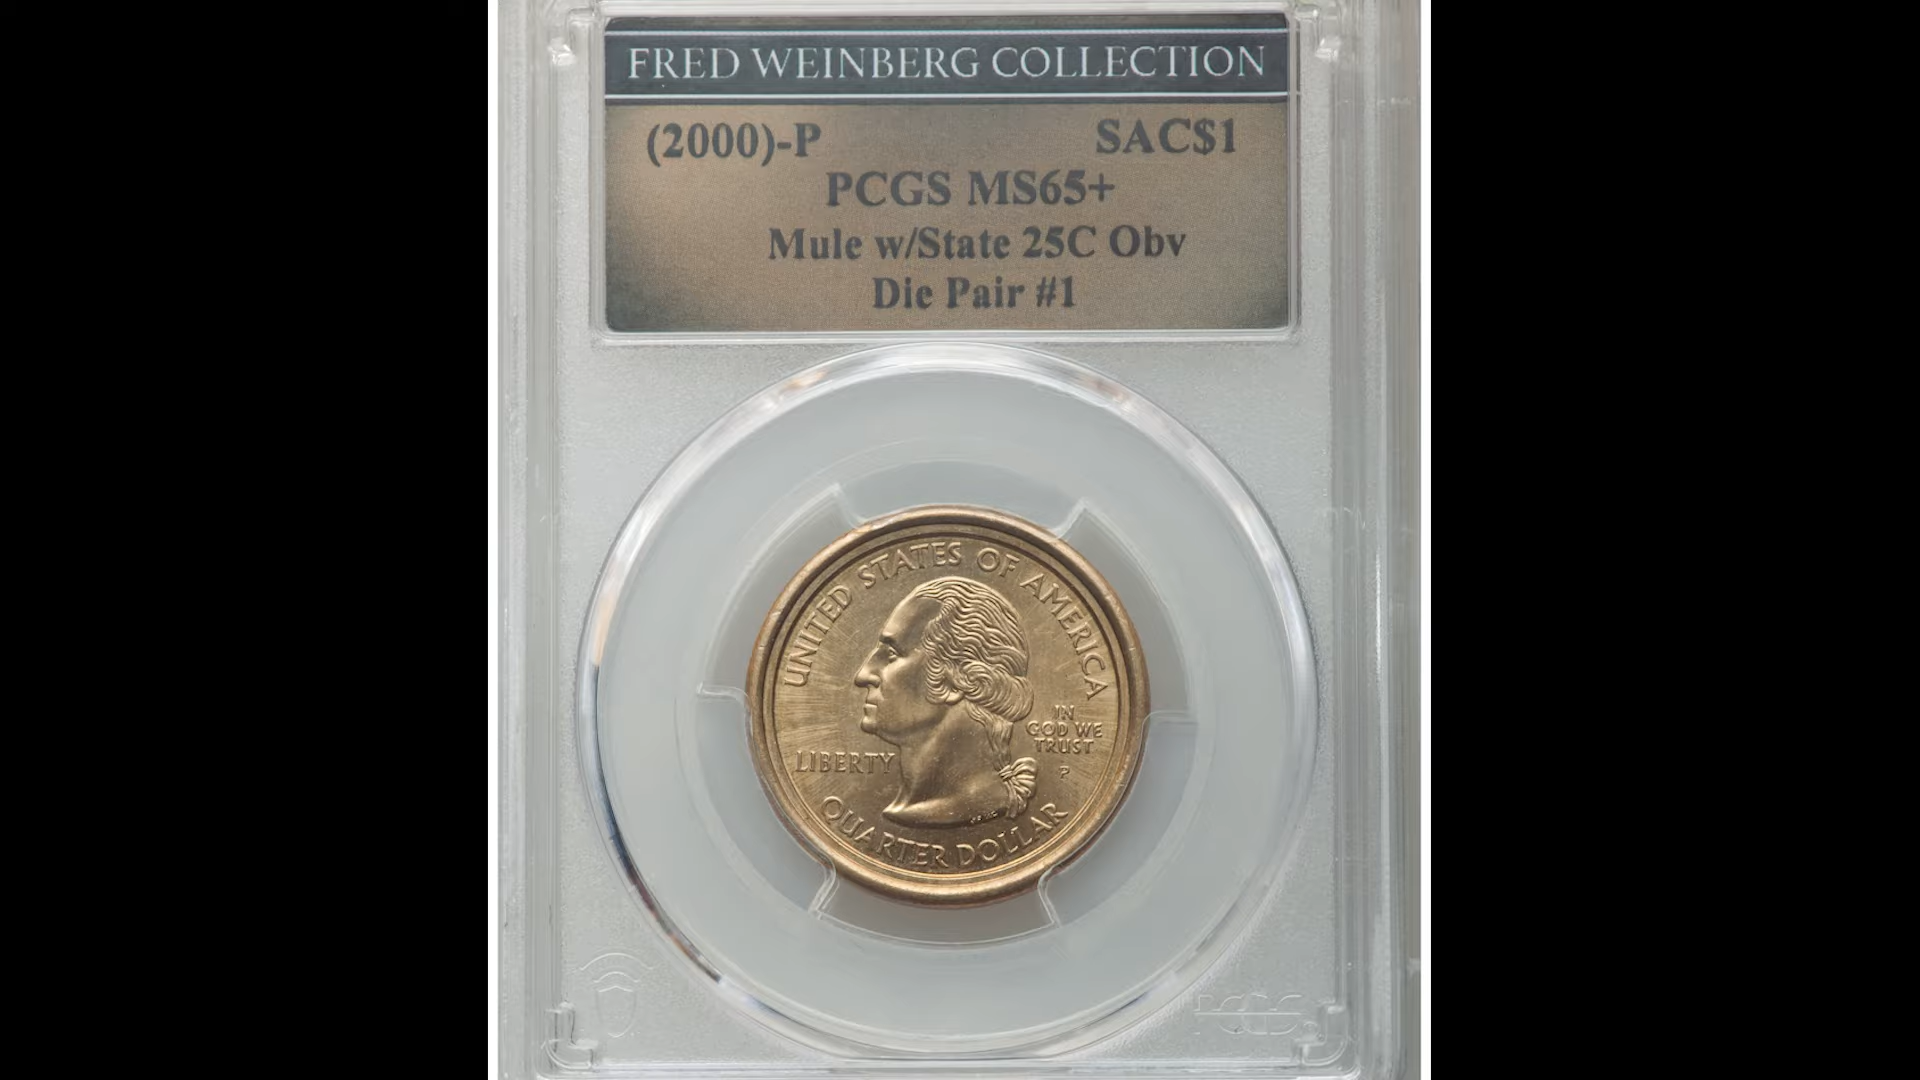 FRED WEINBERG COLLECTION
(2000)-P SAC$1
PCGS MS65+
Mule w/State 25C Obv
Die Pair #1
UNITED STATES OF AMERICA
IN
GOD WE
TRUST
LIBERTY
P
QUARTER DOLLAR
PCGS